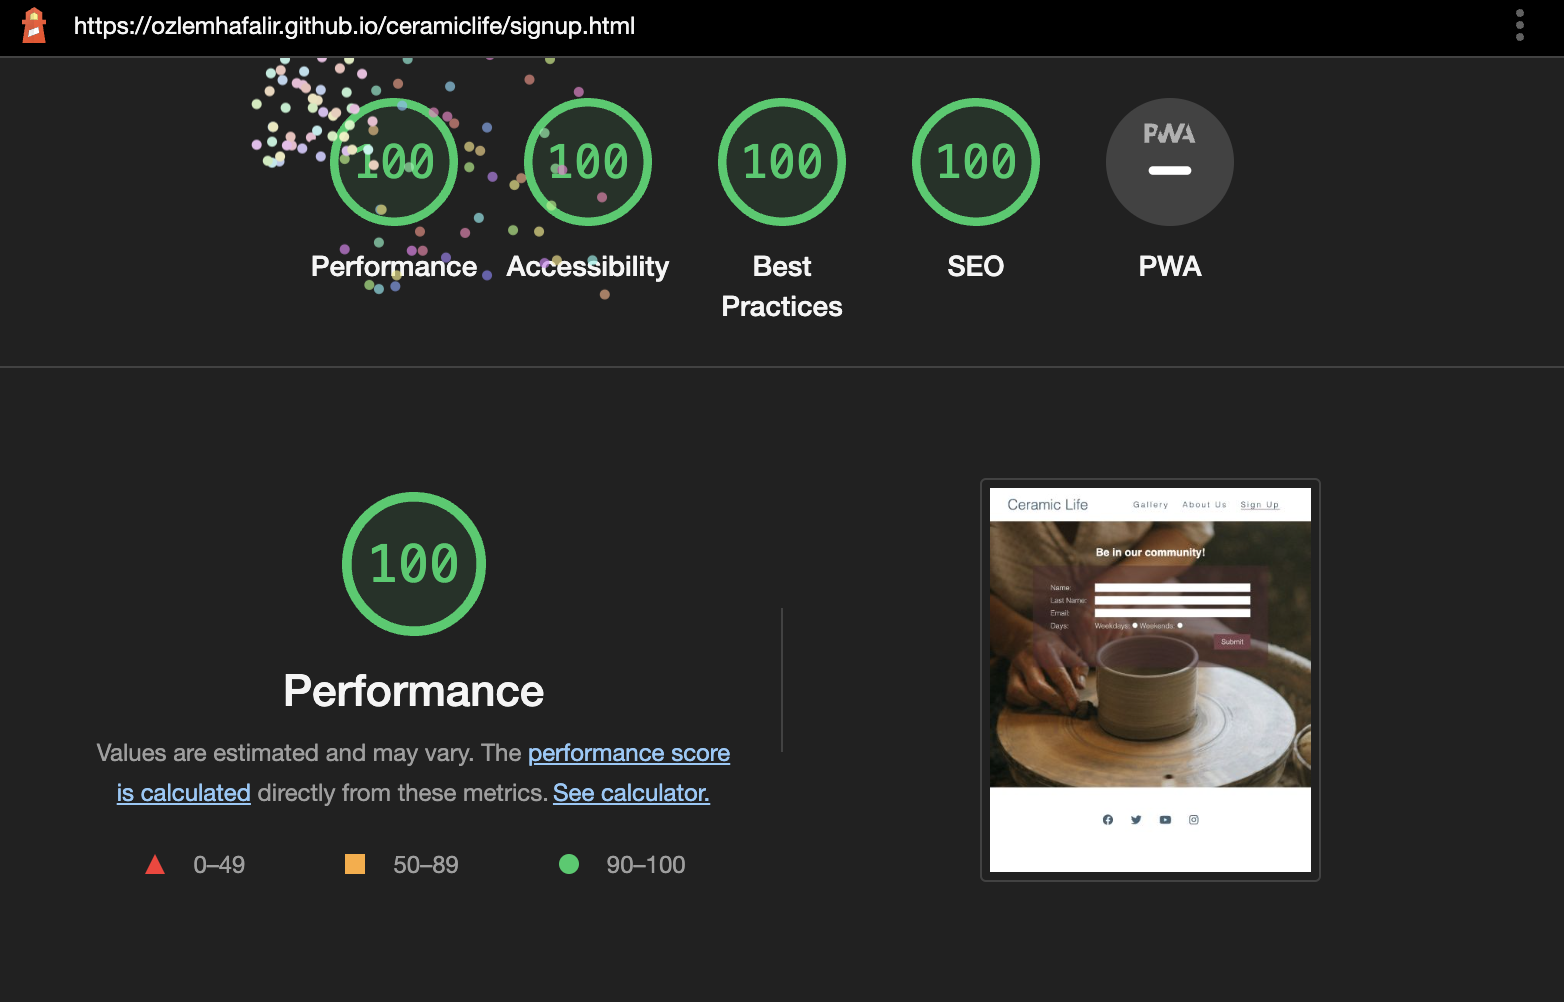 https://ozlemhafalir.github.io/ceramiclife/signup.html
100
100
100
100
PWA
Performance
Accessibility
Best
Practices
SEO
PWA
100
Performance
Values are estimated and may vary. The performance score
is calculated directly from these metrics. See calculator.
0–49
50–89
90–100
Ceramic Life
Gallery
About Us
Sign Up
Be in our community!
Name:
Last Name:
Email:
Days:
Weekdays:
Weekends:
Submit